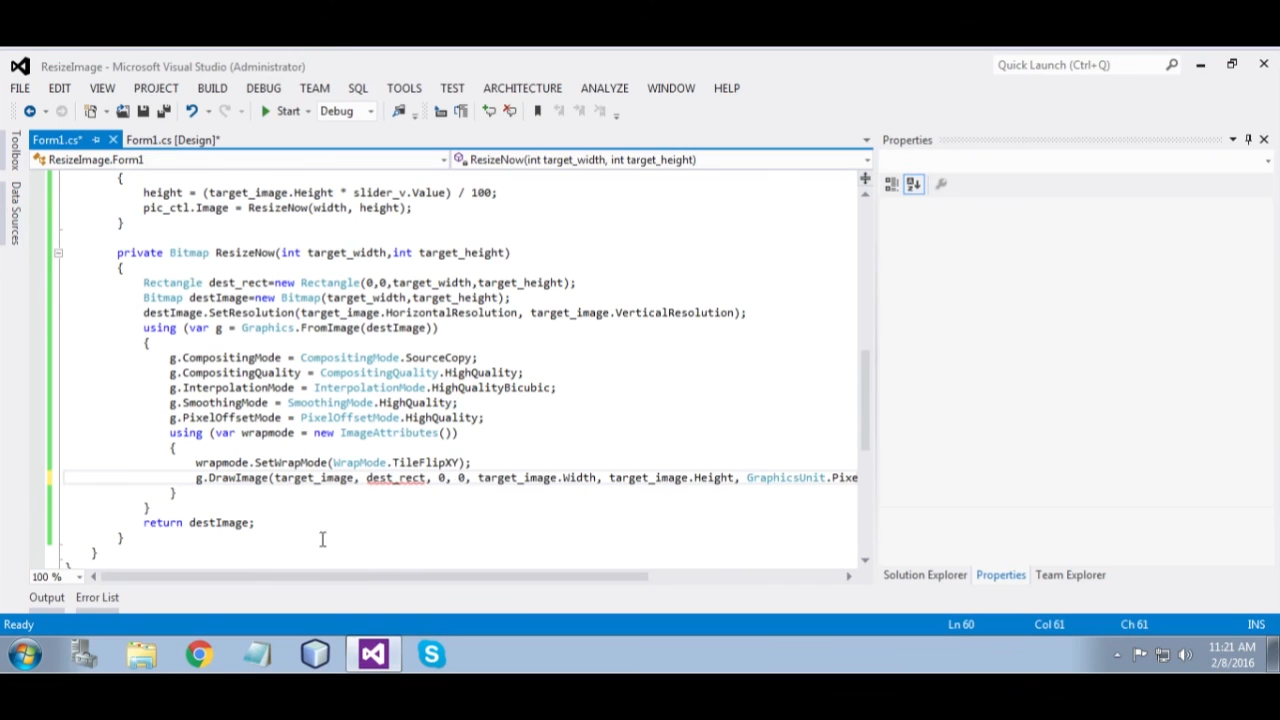 ResizeImage - Microsoft Visual Studio (Administrator)
Quick Launch (Ctrl+Q)
FILE EDIT VIEW PROJECT BUILD DEBUG TEAM SQL TOOLS TEST ARCHITECTURE ANALYZE WINDOW HELP
Start Debug
Toolbox
Data Sources
Form1.cs* Form1.cs [Design]*
Properties
ResizeImage.Form1 ResizeNow(int target_width, int target_height)
{
height = (target_image.Height * slider_v.Value) / 100;
pic_ctl.Image = ResizeNow(width, height);
}
private Bitmap ResizeNow(int target_width,int target_height)
{
Rectangle dest_rect=new Rectangle(0,0,target_width,target_height);
Bitmap destImage=new Bitmap(target_width,target_height);
destImage.SetResolution(target_image.HorizontalResolution, target_image.VerticalResolution);
using (var g = Graphics.FromImage(destImage))
{
g.CompositingMode = CompositingMode.SourceCopy;
g.CompositingQuality = CompositingQuality.HighQuality;
g.InterpolationMode = InterpolationMode.HighQualityBicubic;
g.SmoothingMode = SmoothingMode.HighQuality;
g.PixelOffsetMode = PixelOffsetMode.HighQuality;
using (var wrapmode = new ImageAttributes())
{
wrapmode.SetWrapMode(WrapMode.TileFlipXY);
g.DrawImage(target_image, dest_rect, 0, 0, target_image.Width, target_image.Height, GraphicsUnit.Pixe
}
}
return destImage;
}
}
100 %
Solution Explorer Properties Team Explorer
Output Error List
Ready Ln 60 Col 61 Ch 61 INS
11:21 AM
2/8/2016